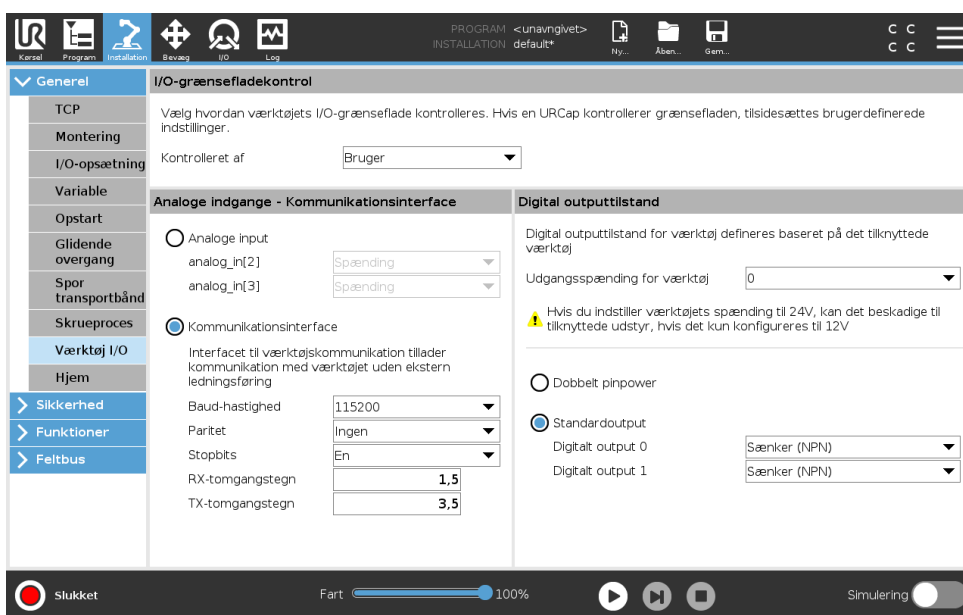 UR
PROGRAM <unavngivet>
INSTALLATION default*
Kørsel Program Installation Bevæg I/O Log Ny... Åben... Gem...
C C
C C
Generel
TCP
Montering
I/O-opsætning
Variable
Opstart
Glidende
overgang
Spor
transportbånd
Skrueproces
Værktøj I/O
Hjem
Sikkerhed
Funktioner
Feltbus
I/O-grænsefladekontrol
Vælg hvordan værktøjets I/O-grænseflade kontrolleres. Hvis en URCap kontrollerer grænsefladen, tilsidesættes brugerdefinerede
indstillinger.
Kontrolleret af Bruger
Analoge indgange - Kommunikationsinterface
Analoge input
analog_in[2] Spænding
analog_in[3] Spænding
Kommunikationsinterface
Interfacet til værktøjskommunikation tillader
kommunikation med værktøjet uden ekstern
ledningsføring
Baud-hastighed 115200
Paritet Ingen
Stopbits En
RX-tomgangstegn 1,5
TX-tomgangstegn 3,5
Digital outputtilstand
Digital outputtilstand for værktøj defineres baseret på det tilknyttede
værktøj
Udgangsspænding for værktøj 0
Hvis du indstiller værktøjets spænding til 24V, kan det beskadige til
tilknyttede udstyr, hvis det kun konfigureres til 12V
Dobbelt pinpower
Standardoutput
Digitalt output 0 Sænker (NPN)
Digitalt output 1 Sænker (NPN)
Slukket
Fart 100%
Simulering